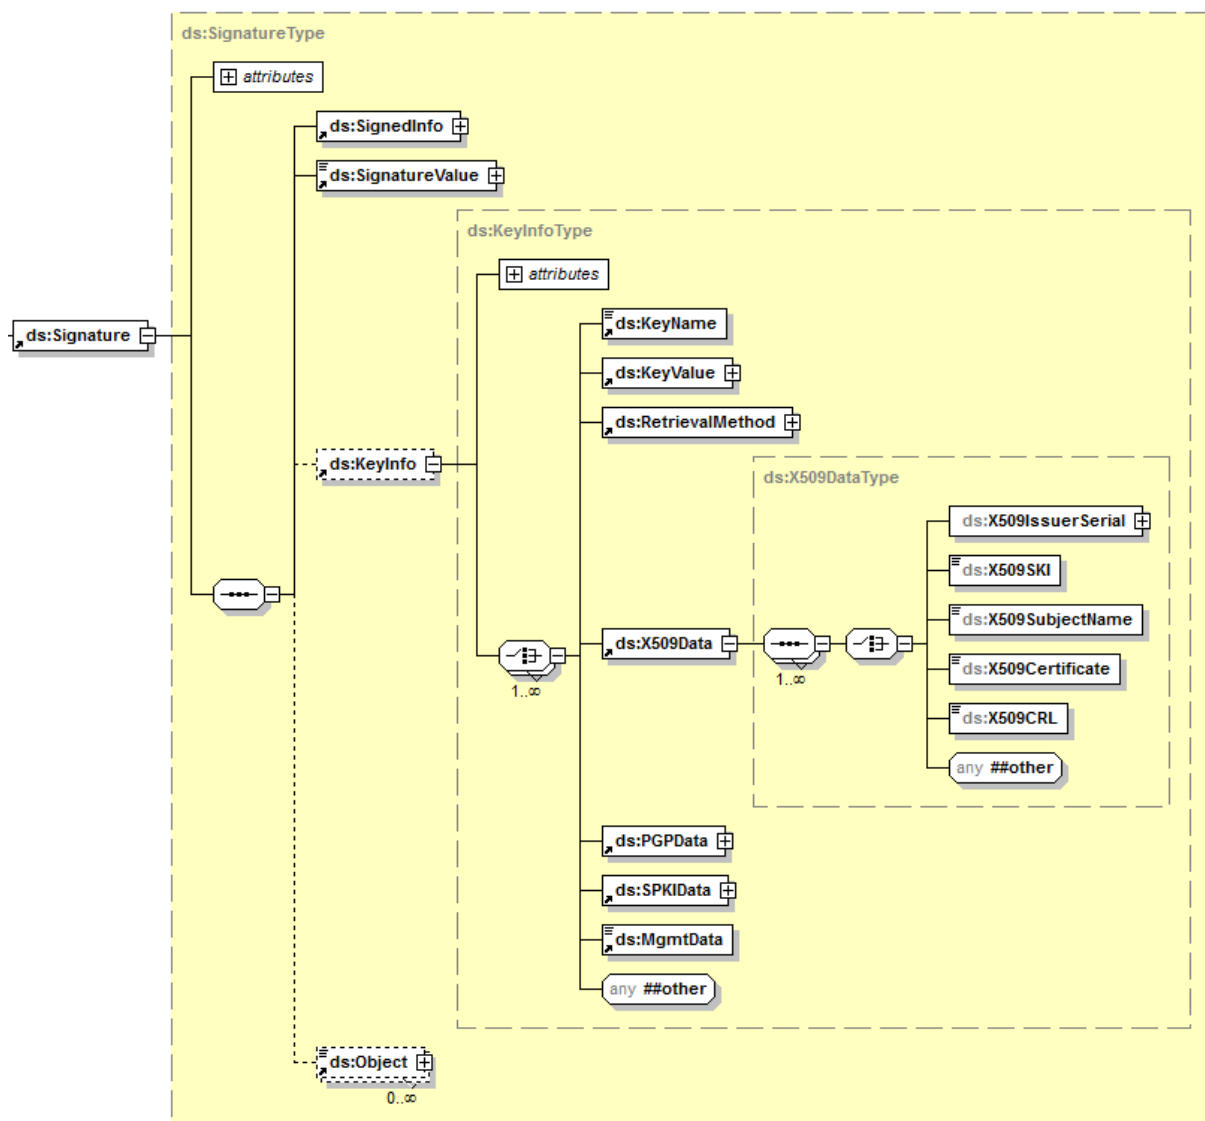 ds:SignatureType
attributes
ds:SignedInfo
ds:SignatureValue
ds:KeyInfoType
attributes
ds:KeyName
ds:Signature
ds:KeyValue
ds:RetrievalMethod
ds:KeyInfo
ds:X509DataType
ds:X509IssuerSerial
ds:X509SKI
ds:X509SubjectName
ds:X509Data
ds:X509Certificate
1..∞
1..∞
ds:X509CRL
any ##other
ds:PGPData
ds:SPKIData
ds:MgmtData
any ##other
ds:Object
0..∞